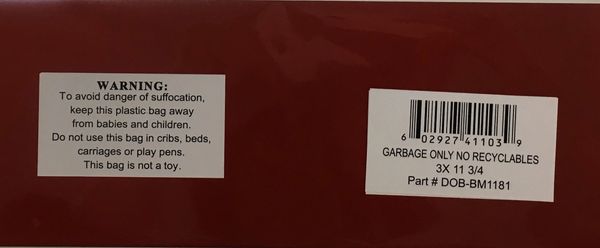 WARNING:
To avoid danger of suffocation,
keep this plastic bag away
from babies and children.
Do not use this bag in cribs, beds,
carriages or play pens.
This bag is not a toy.
6 02927 41103 9
GARBAGE ONLY NO RECYCLABLES
3X 11 3/4
Part # DOB-BM1181